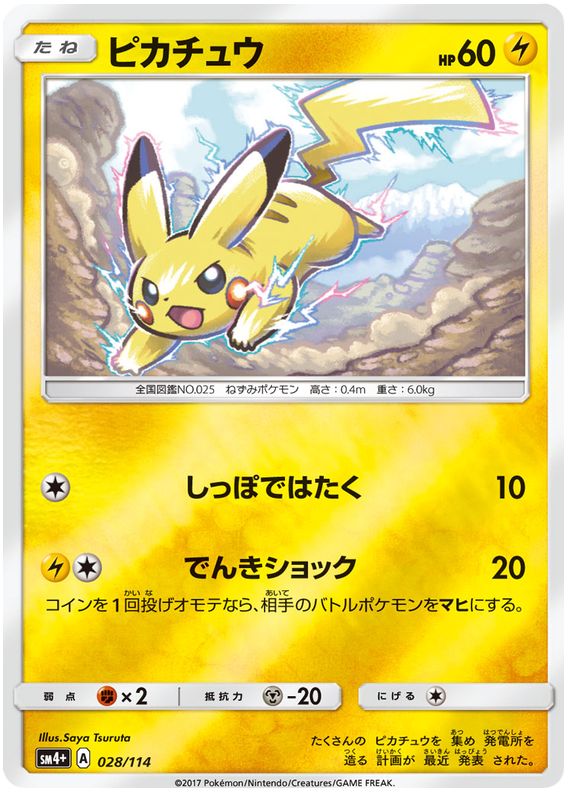 たね ピカチュウ HP60
全国図鑑NO.025 ねずみポケモン 高さ:0.4m 重さ:6.0kg
しっぽではたく 10
でんきショック 20
コインを1回投げオモテなら、相手のバトルポケモンをマヒにする。
弱点 ×2 抵抗力 -20 にげる
Illus.Saya Tsuruta
SM4+ A 028/114
たくさんの ピカチュウを 集め 発電所を
造る 計画が 最近 発表 された。
©2017 Pokémon/Nintendo/Creatures/GAME FREAK.